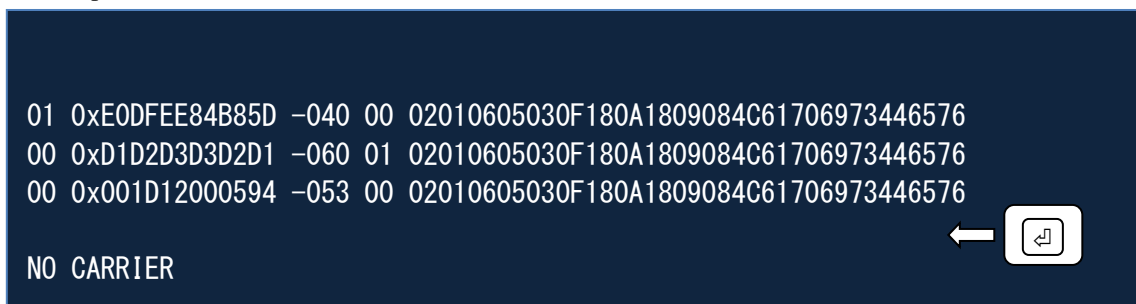 01 0xE0DFEE84B85D -040 00 02010605030F180A1809084C61706973446576
00 0xD1D2D3D3D2D1 -060 01 02010605030F180A1809084C61706973446576
00 0x001D12000594 -053 00 02010605030F180A1809084C61706973446576
NO CARRIER